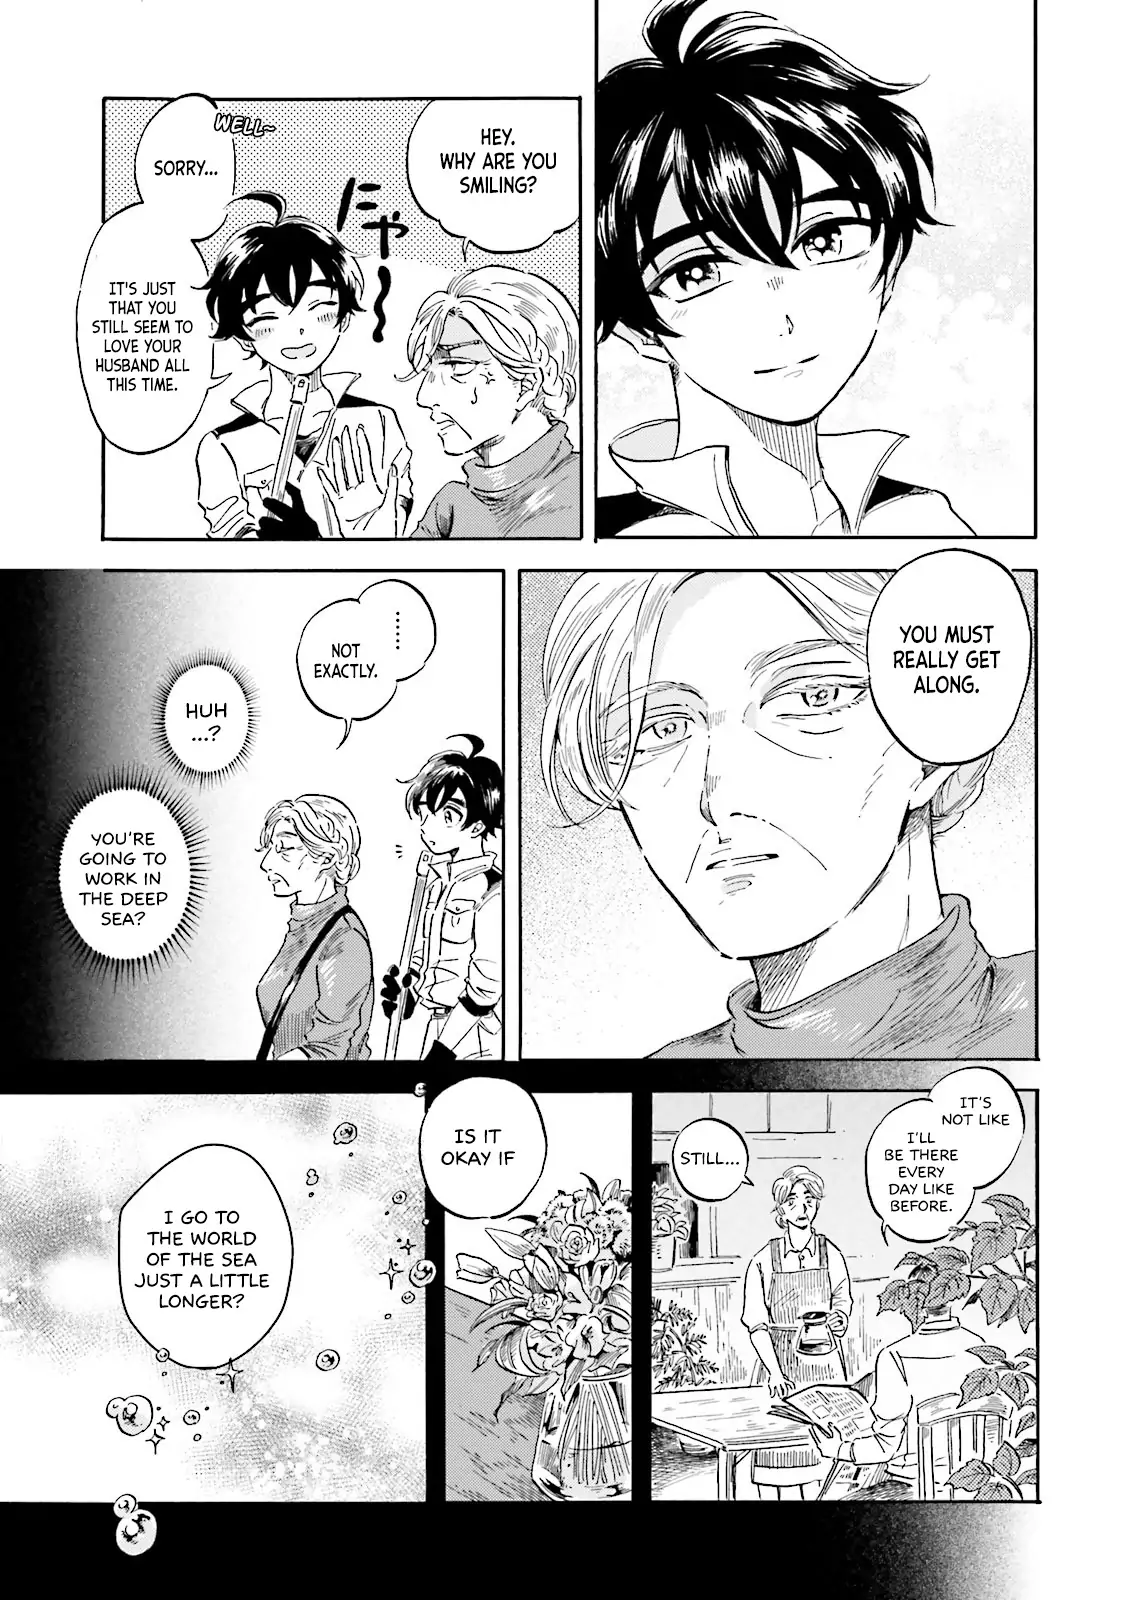 HEY.
WHY ARE YOU
SMILING?
WELL~
SORRY...
にゃ〜
IT'S JUST
THAT YOU
STILL SEEM TO
LOVE YOUR
HUSBAND ALL
THIS TIME.
YOU MUST
REALLY GET
ALONG.
......
NOT
EXACTLY.
HUH
...?
YOU'RE
GOING TO
WORK IN
THE DEEP
SEA?
IT'S
NOT LIKE
I'LL
BE THERE
EVERY
DAY LIKE
BEFORE.
STILL...
IS IT
OKAY IF
I GO TO
THE WORLD
OF THE SEA
JUST A LITTLE
LONGER?